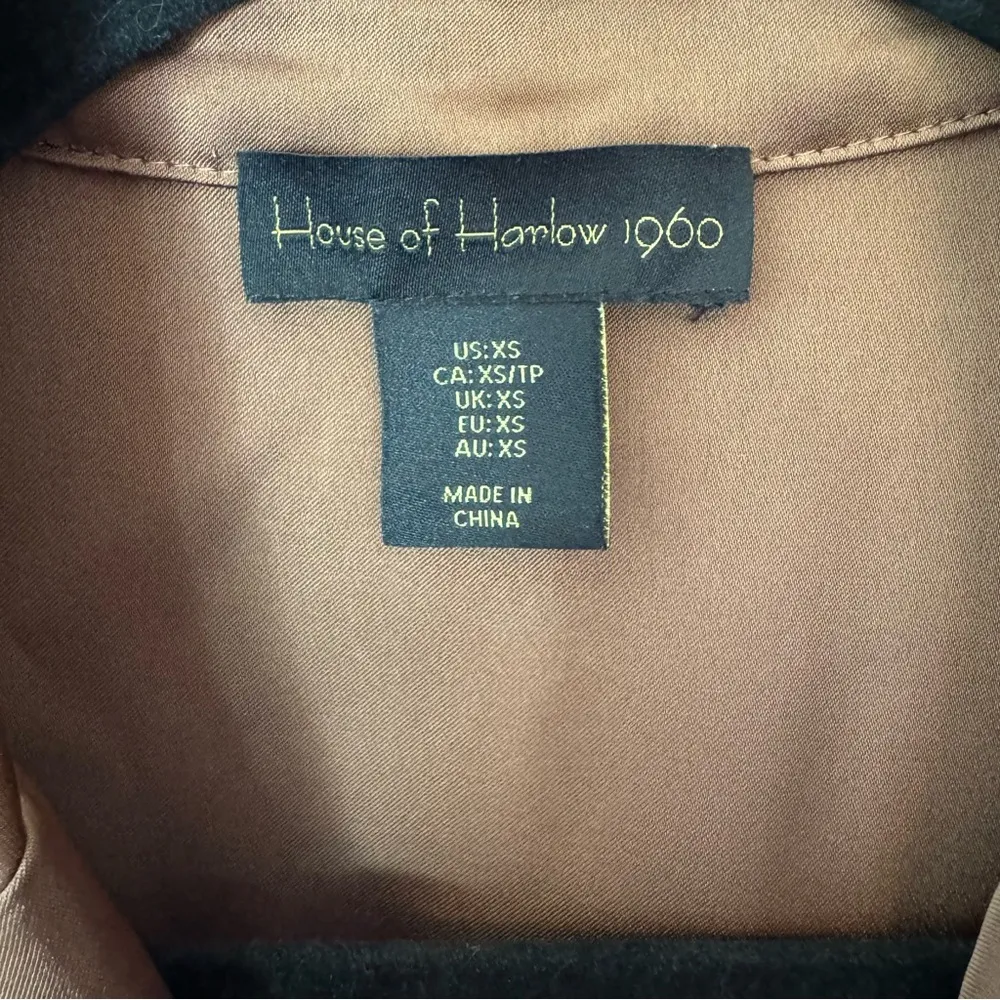 House of Harlow 1960
US: XS
CA: XS/TP
UK: XS
EU: XS
AU: XS
MADE IN
CHINA